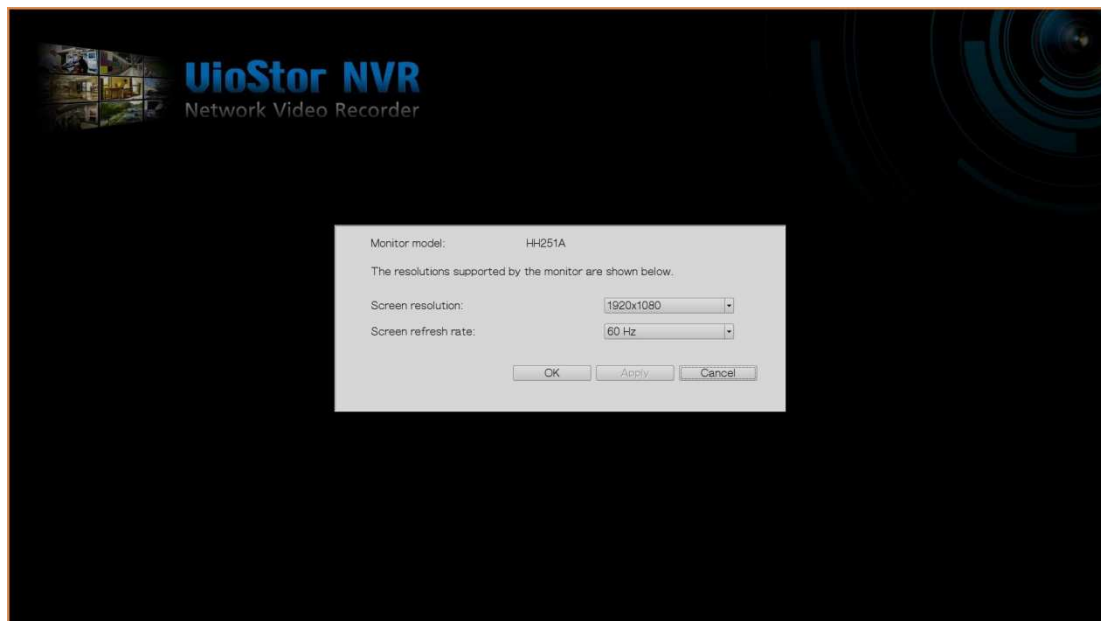 VioStor NVR
Network Video Recorder
Monitor model: HH251A
The resolutions supported by the monitor are shown below.
Screen resolution: 1920x1080
Screen refresh rate: 60 Hz
OK Apply Cancel